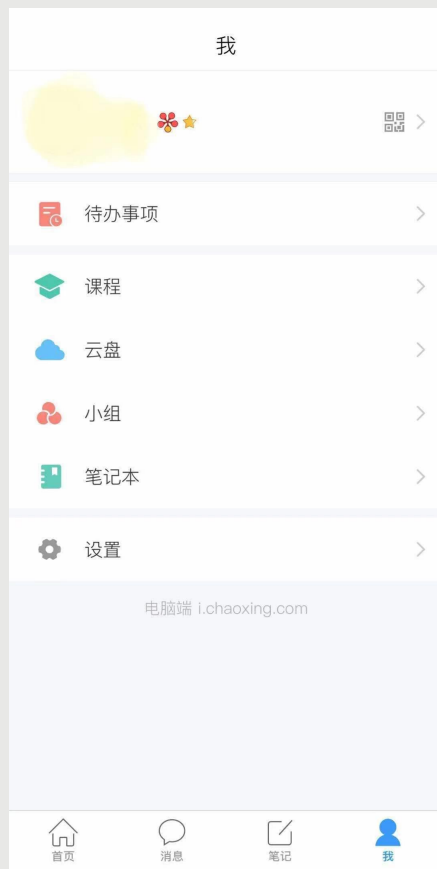 我
待办事项
课程
云盘
小组
笔记本
设置
电脑端 i.chaoxing.com
首页
消息
笔记
我